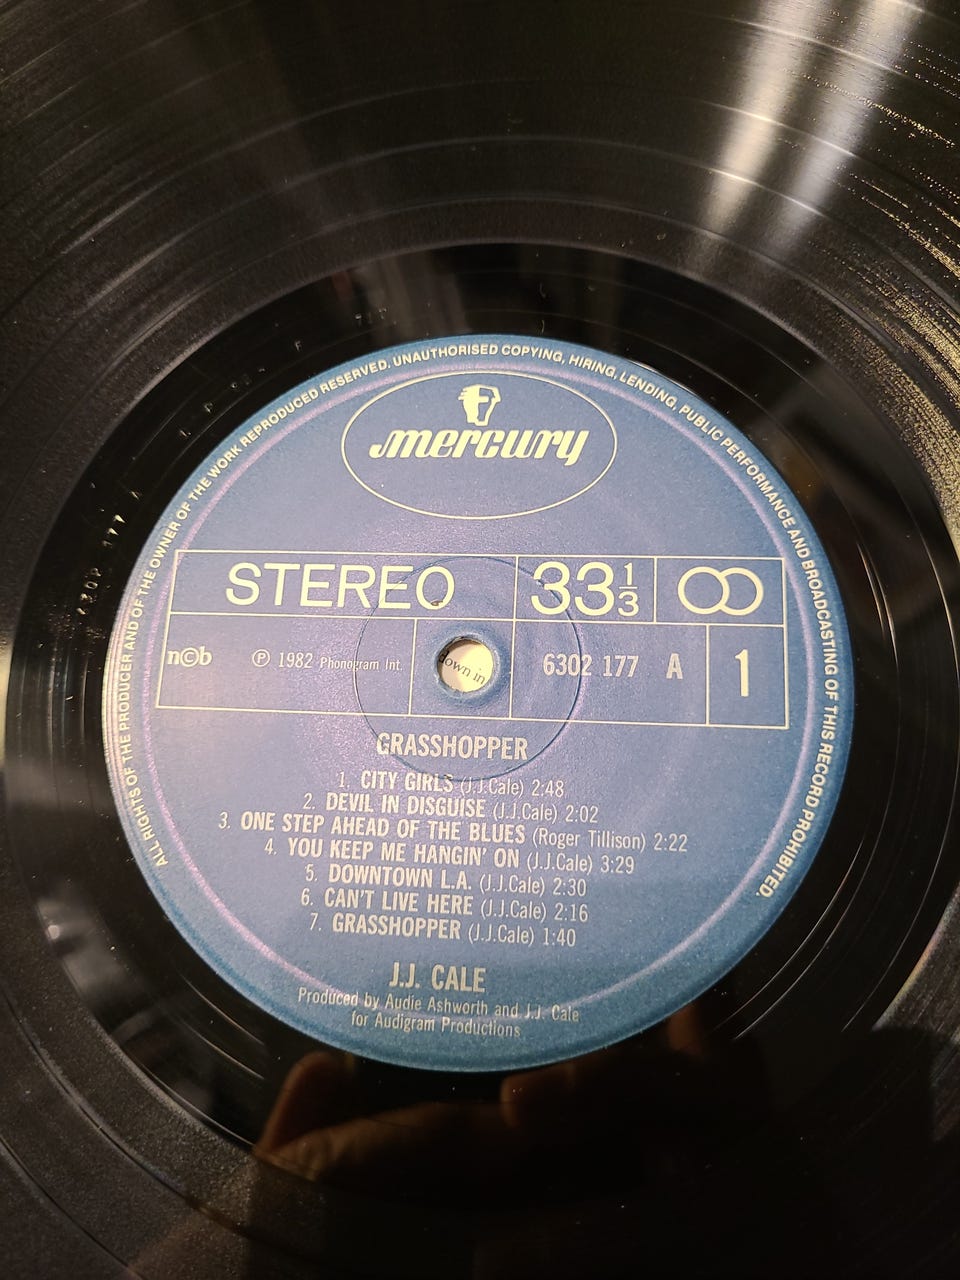 ALL RIGHTS OF THE PRODUCER AND OF THE OWNER OF THE WORK REPRODUCED RESERVED. UNAUTHORISED COPYING, HIRING, LENDING, PUBLIC PERFORMANCE AND BROADCASTING OF THIS RECORD PROHIBITED.
mercury
STEREO 33 1/3
n©b ℗ 1982 Phonogram Int. down in 6302 177 A 1
GRASSHOPPER
1. CITY GIRLS (J.J.Cale) 2:48
2. DEVIL IN DISGUISE (J.J.Cale) 2:02
3. ONE STEP AHEAD OF THE BLUES (Roger Tillison) 2:22
4. YOU KEEP ME HANGIN' ON (J.J.Cale) 3:29
5. DOWNTOWN L.A. (J.J.Cale) 2:30
6. CAN'T LIVE HERE (J.J.Cale) 2:16
7. GRASSHOPPER (J.J.Cale) 1:40
J.J. CALE
Produced by Audie Ashworth and J.J. Cale
for Audigram Productions